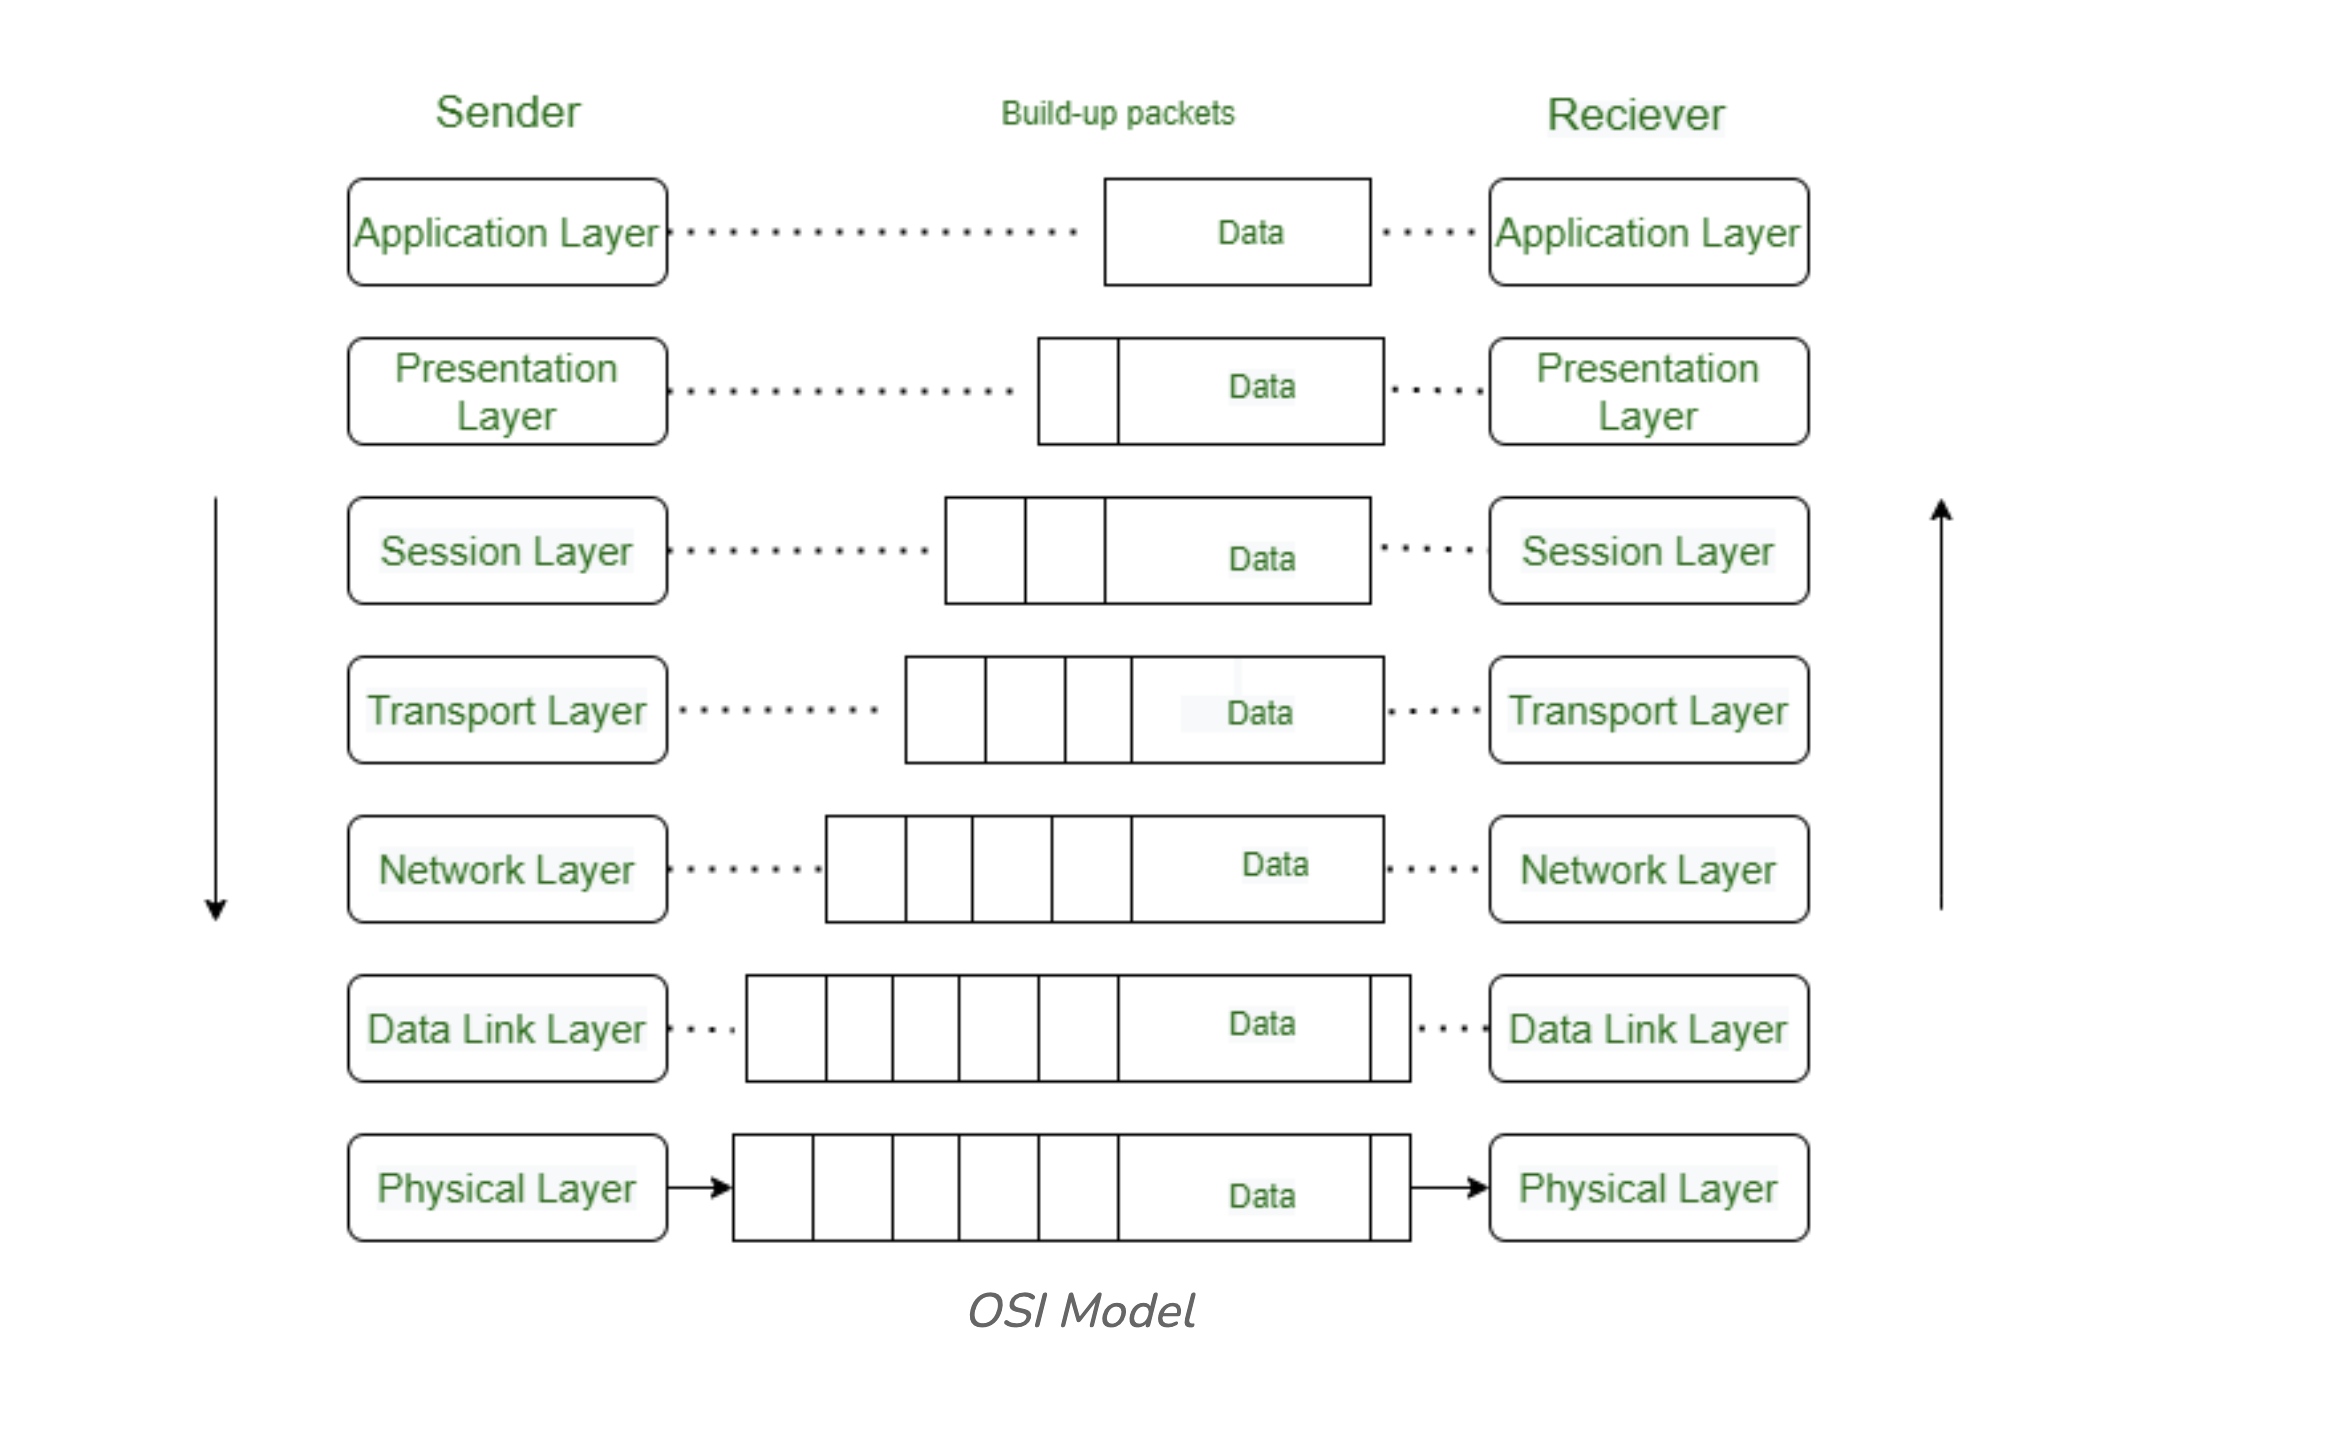 Sender
Build-up packets
Reciever
Application Layer
Data
Application Layer
Presentation
Layer
Data
Presentation
Layer
Session Layer
Data
Session Layer
Transport Layer
Data
Transport Layer
Network Layer
Data
Network Layer
Data Link Layer
Data
Data Link Layer
Physical Layer
Data
Physical Layer
OSI Model